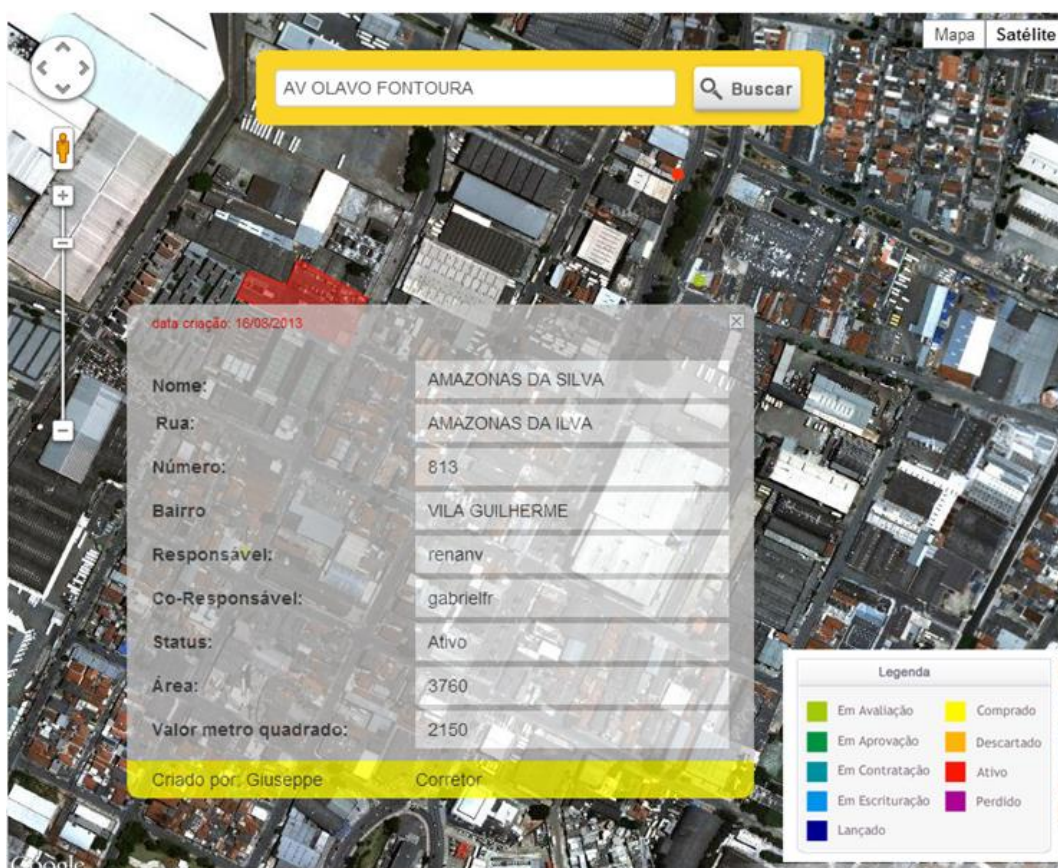 Mapa Satélite
AV OLAVO FONTOURA
Buscar
data criação: 16/08/2013
Nome: AMAZONAS DA SILVA
Rua: AMAZONAS DA ILVA
Número: 813
Bairro VILA GUILHERME
Responsável: renanv
Co-Responsável: gabrielfr
Status: Ativo
Área: 3760
Valor metro quadrado: 2150
Criado por: Giuseppe Corretor
Legenda
Em Avaliação Comprado
Em Aprovação Descartado
Em Contratação Ativo
Em Escrituração Perdido
Lançado
Google